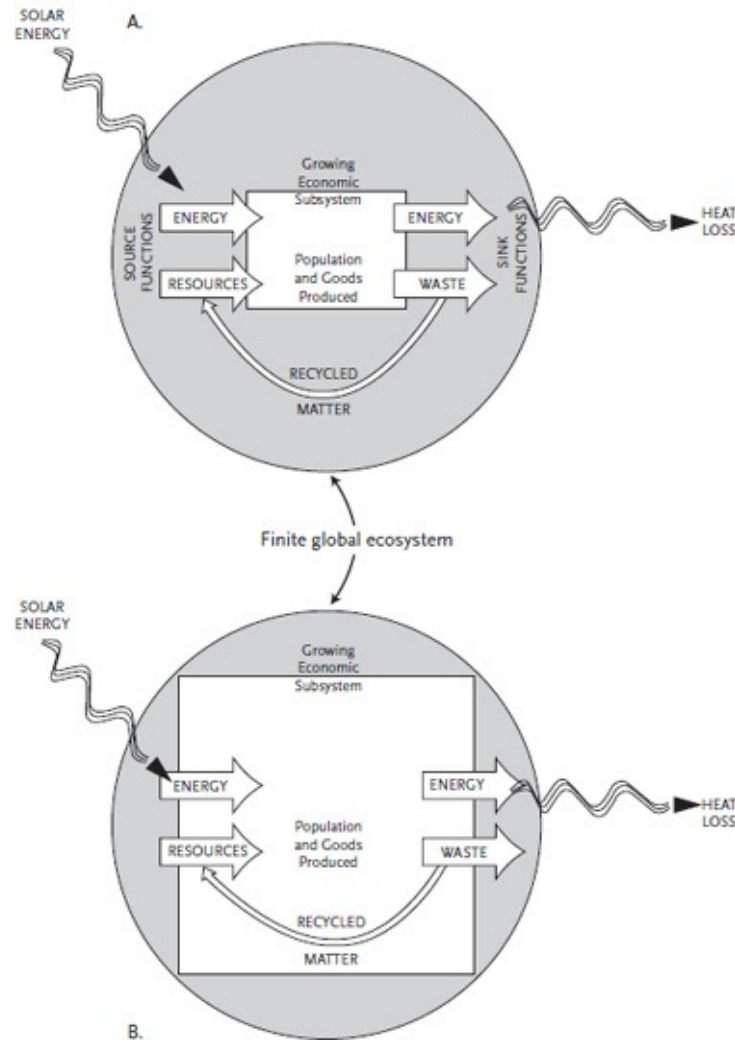 SOLAR
ENERGY
A.
Growing
Economic
Subsystem
SOURCE
FUNCTIONS
ENERGY
ENERGY
SINK
FUNCTIONS
HEAT
LOSS
RESOURCES
Population
and Goods
Produced
WASTE
RECYCLED
MATTER
Finite global ecosystem
SOLAR
ENERGY
Growing
Economic
Subsystem
ENERGY
ENERGY
HEAT
LOSS
RESOURCES
Population
and Goods
Produced
WASTE
RECYCLED
MATTER
B.